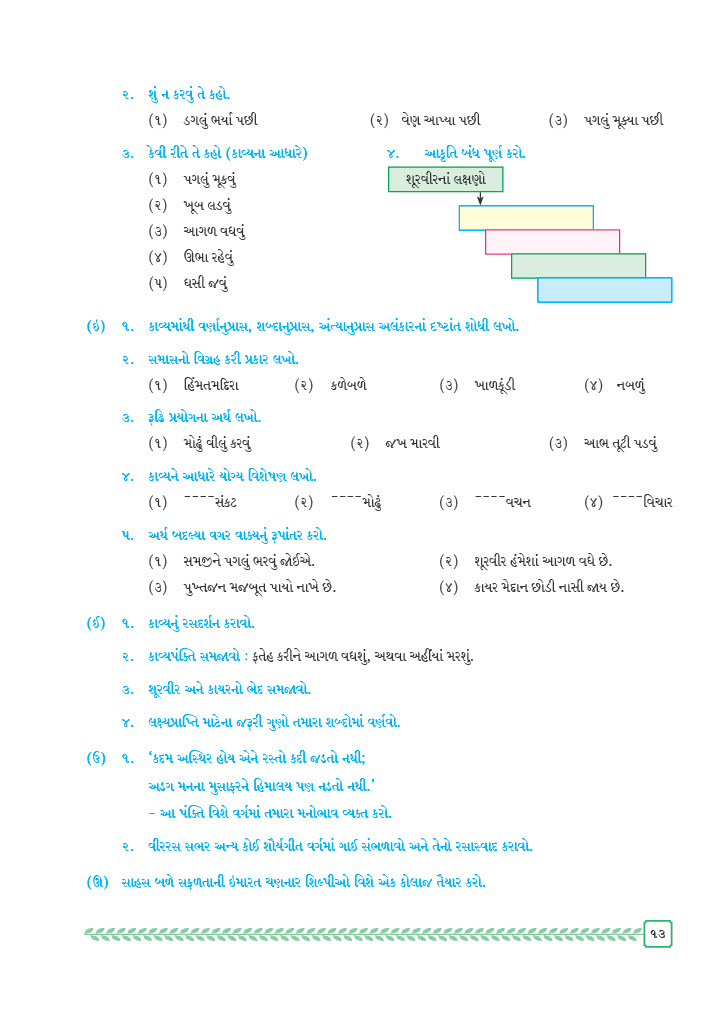 ૨. શું ન કરવું તે કહો.
(૧) ડગલું ભર્યા પછી (૨) વેણ આપ્યા પછી (૩) પગલું મૂક્યા પછી
૩. કેવી રીતે તે કહો (કાવ્યના આધારે) ૪. આકૃતિ બંધ પૂર્ણ કરો.
(૧) પગલું મૂકવું શૂરવીરનાં લક્ષણો
(૨) ખૂબ લડવું
(૩) આગળ વધવું
(૪) ઊભા રહેવું
(૫) ધસી જવું
(ઇ) ૧. કાવ્યમાંથી વર્ણાનુપ્રાસ, શબ્દાનુપ્રાસ, અંત્યાનુપ્રાસ અલંકારનાં દૃષ્ટાંત શોધી લખો.
૨. સમાસનો વિગ્રહ કરી પ્રકાર લખો.
(૧) હિંમતમદિરા (૨) કળેબળે (૩) ખાળકૂંડી (૪) નબળું
૩. રૂઢિ પ્રયોગના અર્થ લખો.
(૧) મોઢું વીલું કરવું (૨) જખ મારવી (૩) આભ તૂટી પડવું
૪. કાવ્યને આધારે યોગ્ય વિશેષણ લખો.
(૧) ----સંકટ (૨) ----મોઢું (૩) ----વચન (૪) ----વિચાર
૫. અર્થ બદલ્યા વગર વાક્યનું રૂપાંતર કરો.
(૧) સમજીને પગલું ભરવું જોઈએ. (૨) શૂરવીર હંમેશાં આગળ વધે છે.
(૩) પુખ્તજન મજબૂત પાયો નાખે છે. (૪) કાયર મેદાન છોડી નાસી જાય છે.
(ઈ) ૧. કાવ્યનું રસદર્શન કરાવો.
૨. કાવ્યપંક્તિ સમજાવો : ફતેહ કરીને આગળ વધશું, અથવા અહીંયાં મરશું.
૩. શૂરવીર અને કાયરનો ભેદ સમજાવો.
૪. લક્ષ્યપ્રાપ્તિ માટેના જરૂરી ગુણો તમારા શબ્દોમાં વર્ણવો.
(ઉ) ૧. ‘કદમ અસ્થિર હોય એને રસ્તો કદી જડતો નથી;
અડગ મનના મુસાફરને હિમાલય પણ નડતો નથી.’
– આ પંક્તિ વિશે વર્ગમાં તમારા મનોભાવ વ્યક્ત કરો.
૨. વીરરસ સભર અન્ય કોઈ શૌર્યગીત વર્ગમાં ગાઈ સંભળાવો અને તેનો રસાસ્વાદ કરાવો.
(ઊ) સાહસ બળે સફળતાની ઇમારત ચણનાર શિલ્પીઓ વિશે એક કોલાજ તૈયાર કરો.
૧૩